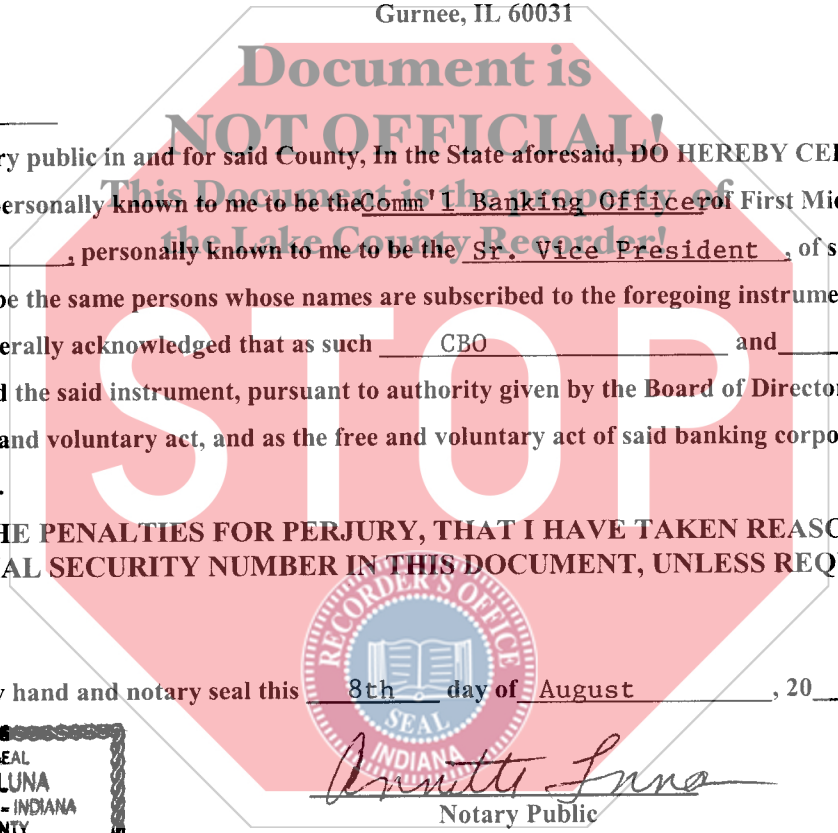 Gurnee, IL 60031
Document is
NOT OFFICIAL!
ry public in and for said County, In the State aforesaid, DO HEREBY CE
This Document is the property of
ersonally known to me to be the Comm'l Banking Officer of First Mi
the Lake County Recorder!
, personally known to me to be the Sr. Vice President , of s
be the same persons whose names are subscribed to the foregoing instrume
erally acknowledged that as such CBO and
STOP
d the said instrument, pursuant to authority given by the Board of Directo
and voluntary act, and as the free and voluntary act of said banking corpo
.
HE PENALTIES FOR PERJURY, THAT I HAVE TAKEN REASO
AL SECURITY NUMBER IN THIS DOCUMENT, UNLESS REQ
RECORDER'S OFFICE
SEAL
INDIANA
y hand and notary seal this 8th day of August , 20
EAL
LUNA
- INDIANA
NTY
Annette Luna
Notary Public